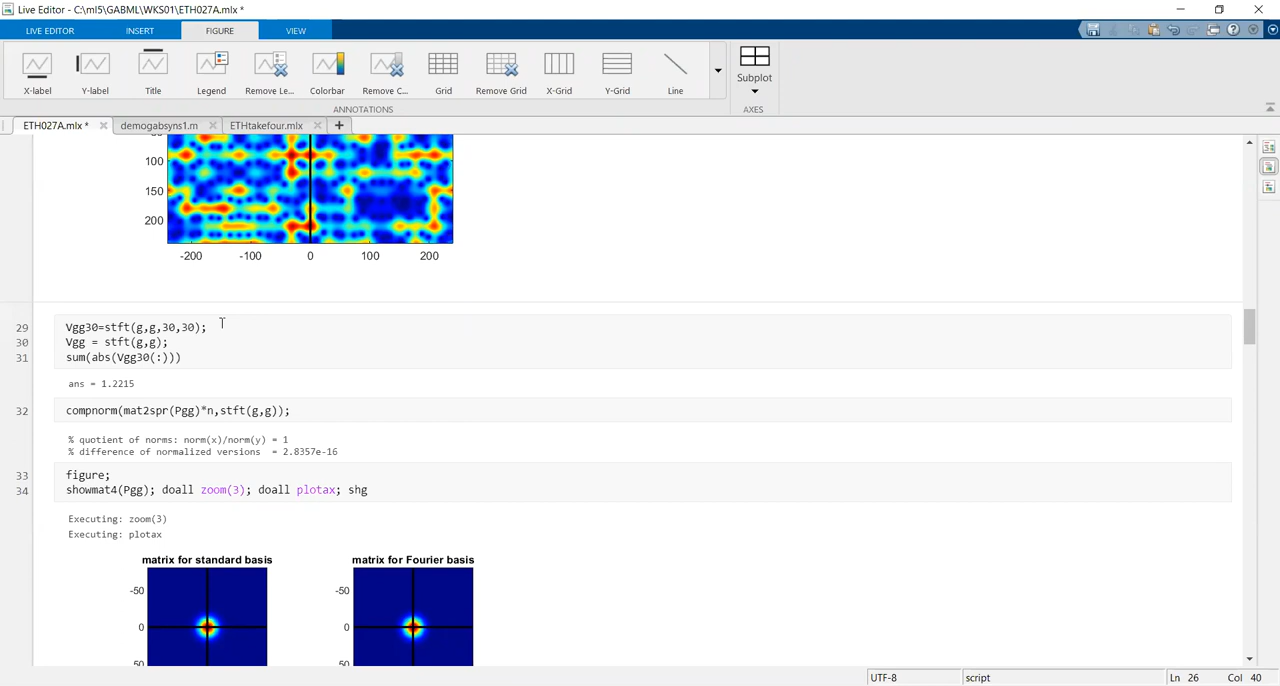 Live Editor - C:\ml5\GABML\WKS01\ETH027A.mlx *
LIVE EDITOR INSERT FIGURE VIEW
X-label Y-label Title Legend Remove Le... Colorbar Remove C... Grid Remove Grid X-Grid Y-Grid Line Subplot
ANNOTATIONS AXES
ETH027A.mlx * demogabsyns1.m ETHtakefour.mlx
100
150
200
-200 -100 0 100 200
29 Vgg30=stft(g,g,30,30);
30 Vgg = stft(g,g);
31 sum(abs(Vgg30(:)))
ans = 1.2215
32 compnorm(mat2spr(Pgg)*n,stft(g,g));
% quotient of norms: norm(x)/norm(y) = 1
% difference of normalized versions = 2.8357e-16
33 figure;
34 showmat4(Pgg); doall zoom(3); doall plotax; shg
Executing: zoom(3)
Executing: plotax
matrix for standard basis matrix for Fourier basis
-50 -50
0 0
50 50
UTF-8 script Ln 26 Col 40